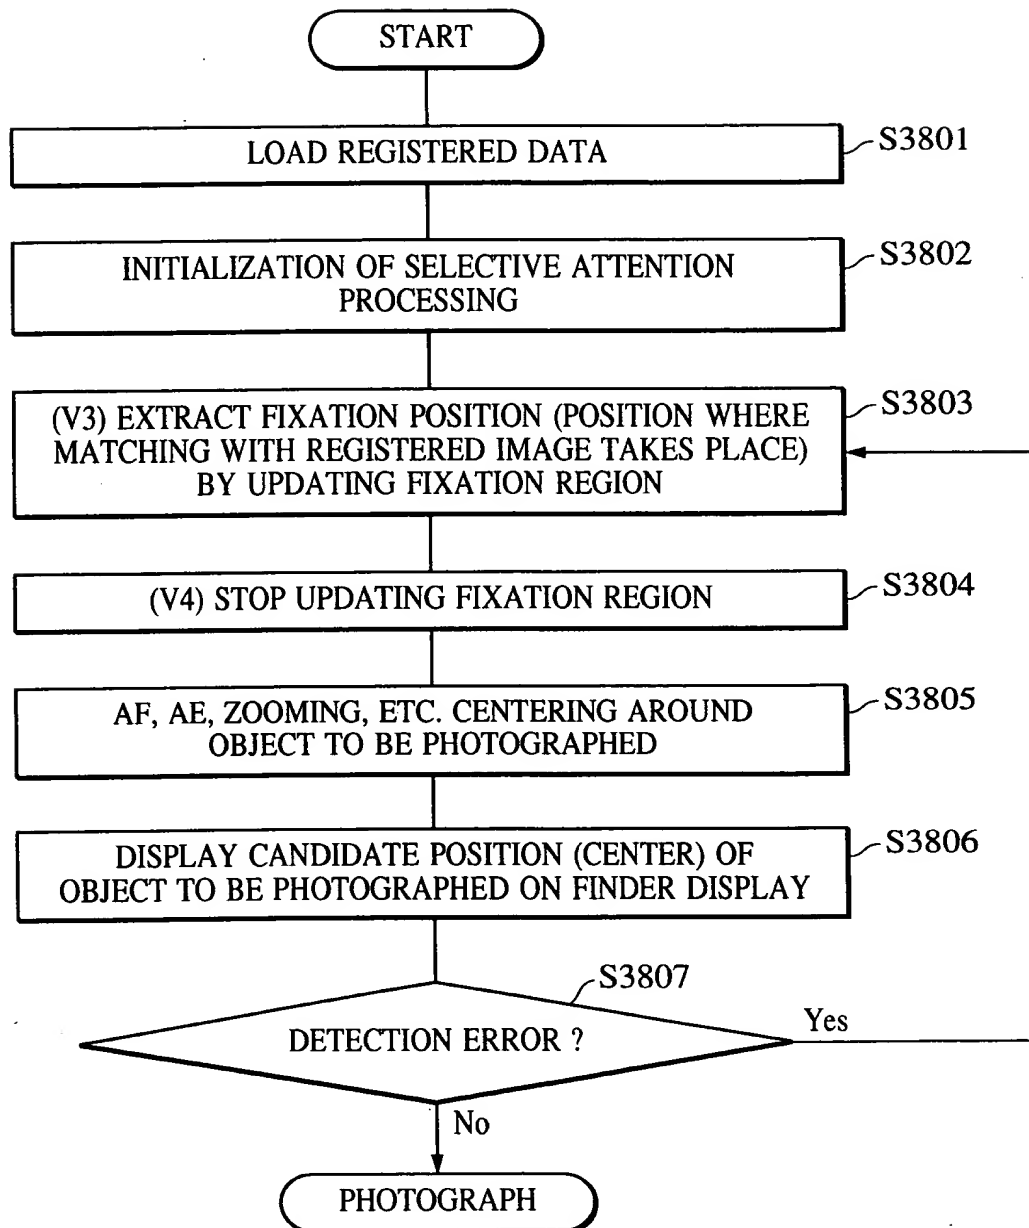 START
LOAD REGISTERED DATA
S3801
INITIALIZATION OF SELECTIVE ATTENTION
PROCESSING
S3802
(V3) EXTRACT FIXATION POSITION (POSITION WHERE
MATCHING WITH REGISTERED IMAGE TAKES PLACE)
BY UPDATING FIXATION REGION
S3803
(V4) STOP UPDATING FIXATION REGION
S3804
AF, AE, ZOOMING, ETC. CENTERING AROUND
OBJECT TO BE PHOTOGRAPHED
S3805
DISPLAY CANDIDATE POSITION (CENTER) OF
OBJECT TO BE PHOTOGRAPHED ON FINDER DISPLAY
S3806
S3807
DETECTION ERROR ?
Yes
No
PHOTOGRAPH